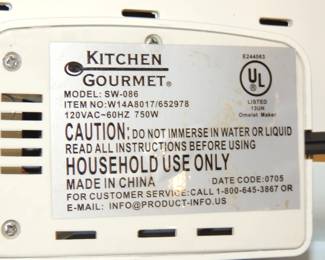 KITCHEN
GOURMET®
MODEL: SW-086
ITEM NO:W14A8017/652978
120VAC~60HZ 750W
E244063
UL
®
LISTED
13UH
Omelet Maker
CAUTION: DO NOT IMMERSE IN WATER OR LIQUID
READ ALL INSTRUCTIONS BEFORE USING
HOUSEHOLD USE ONLY
MADE IN CHINA DATE CODE:0705
FOR CUSTOMER SERVICE:CALL 1-800-645-3867 OR
E-MAIL: INFO@PRODUCT-INFO.US